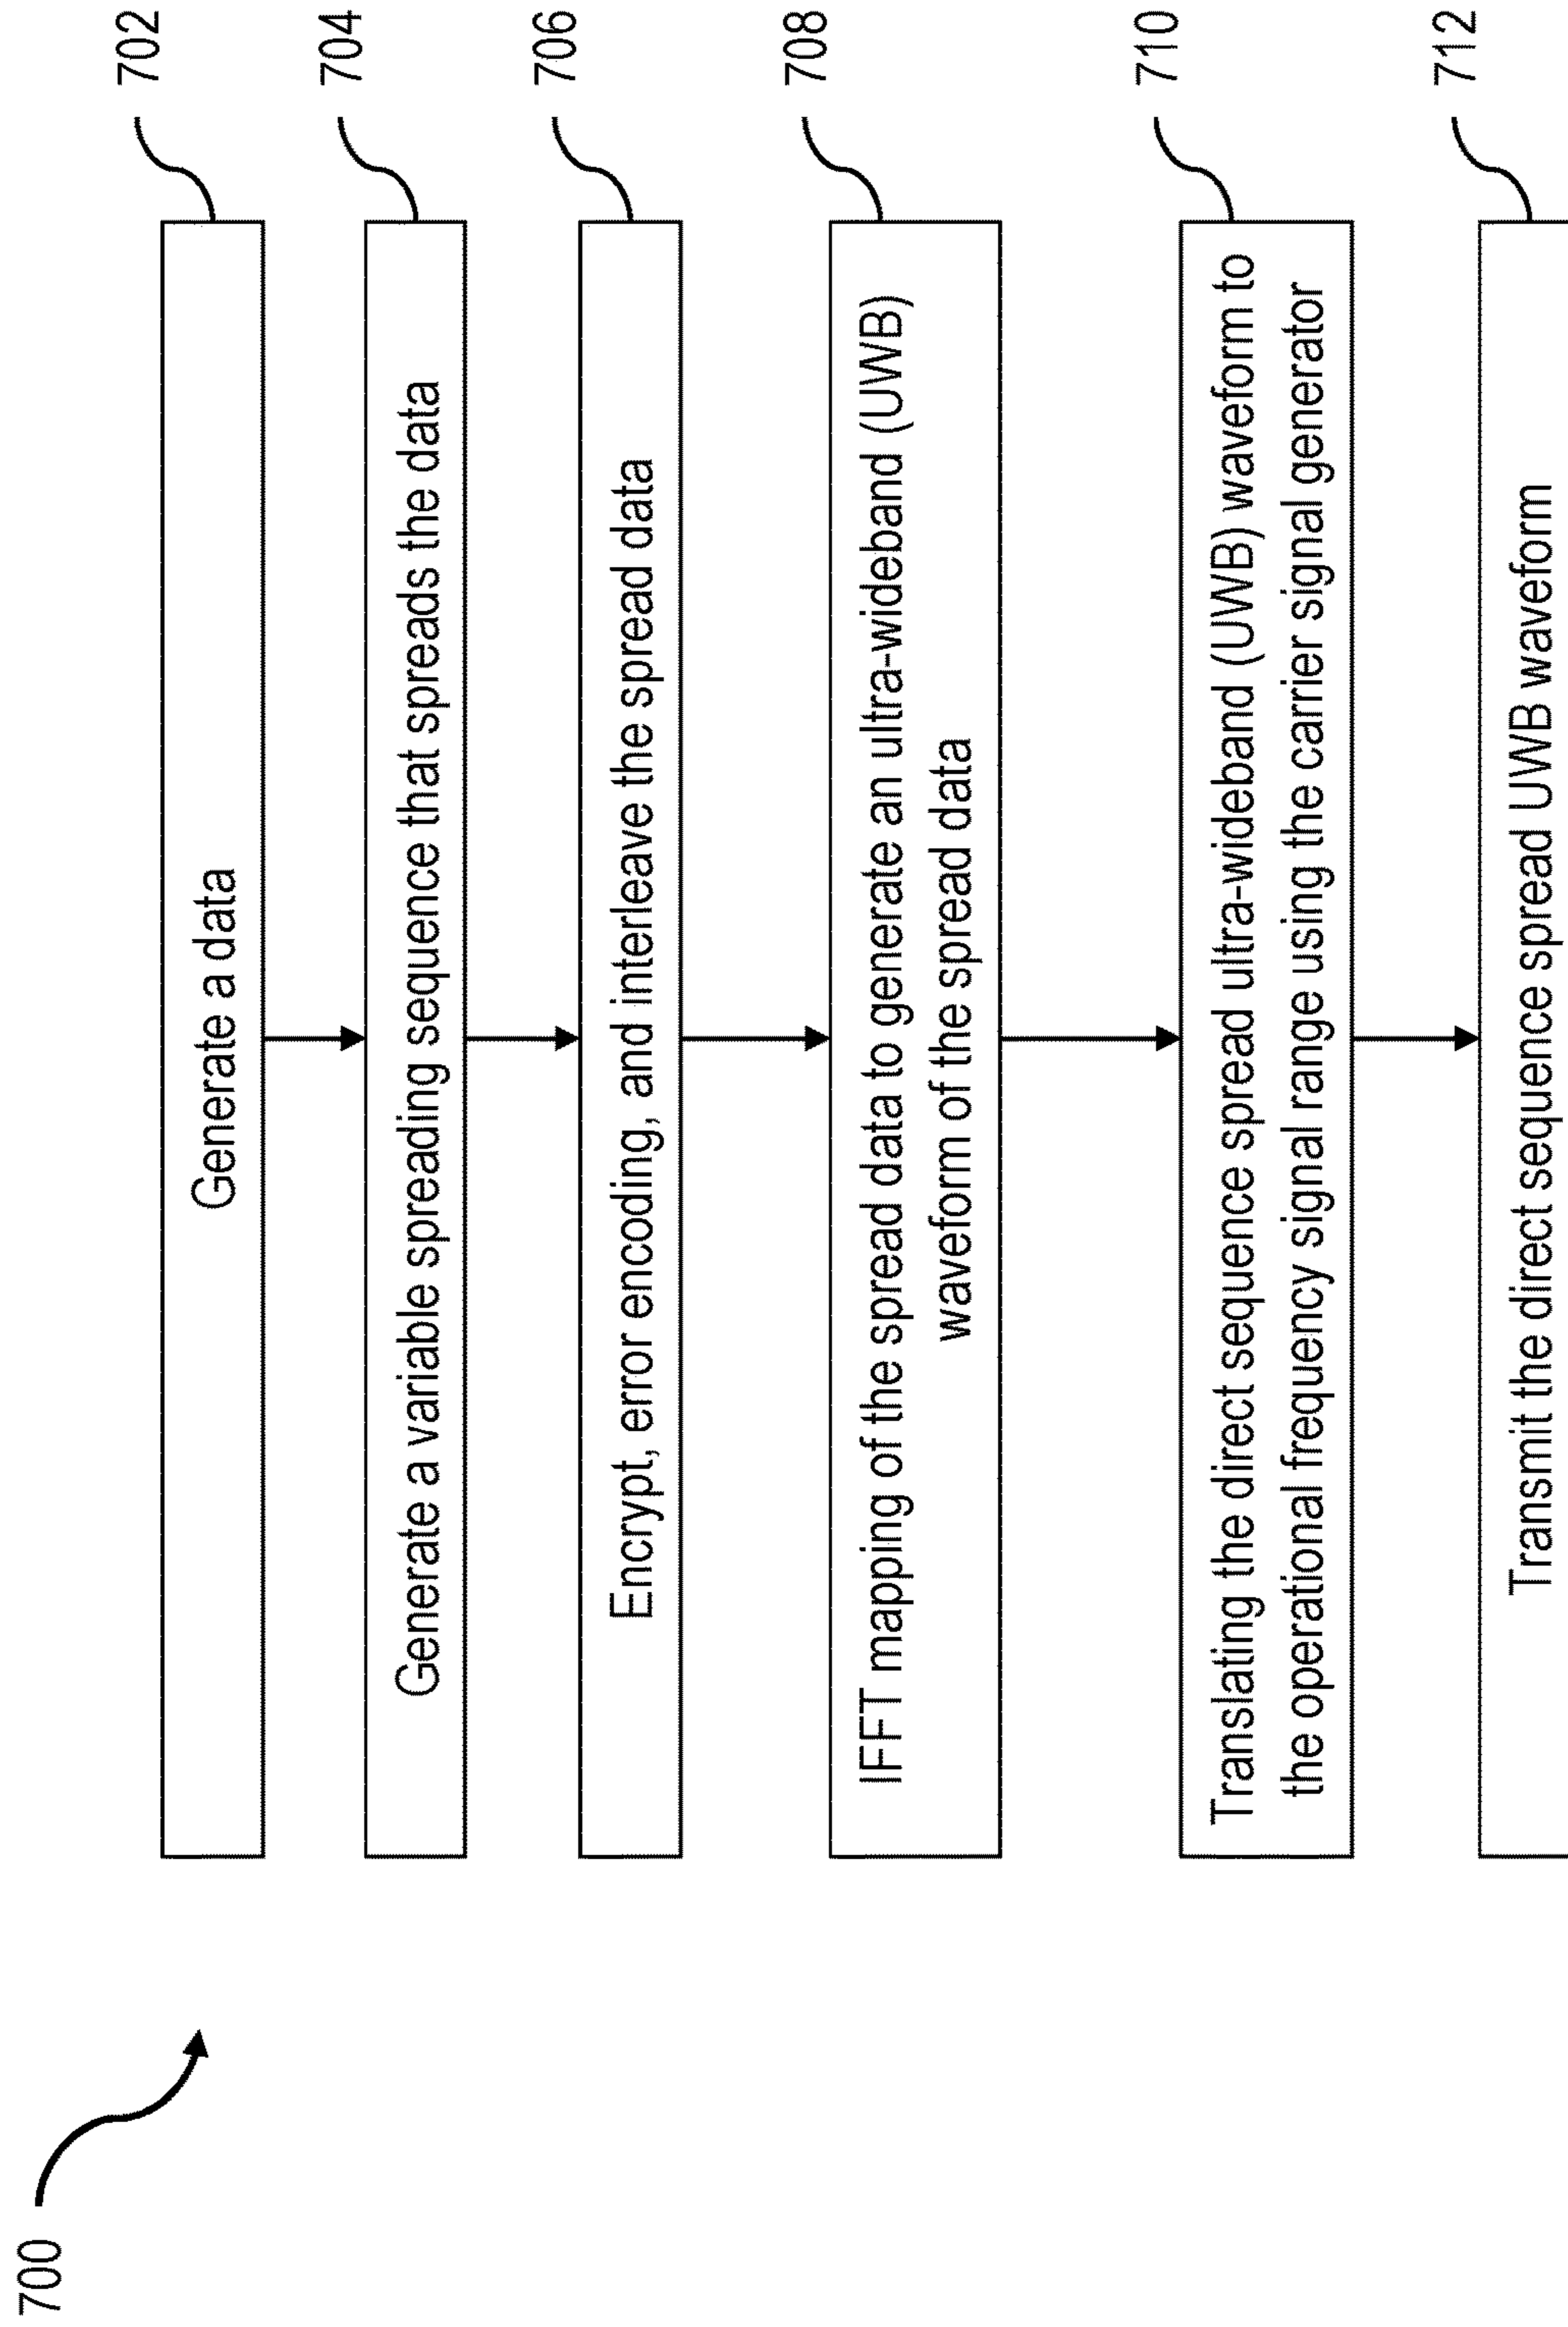 700
702
Generate a data
704
Generate a variable spreading sequence that spreads the data
706
Encrypt, error encoding, and interleave the spread data
708
IFFT mapping of the spread data to generate an ultra-wideband (UWB)
waveform of the spread data
710
Translating the direct sequence spread ultra-wideband (UWB) waveform to
the operational frequency signal range using the carrier signal generator
712
Transmit the direct sequence spread UWB waveform